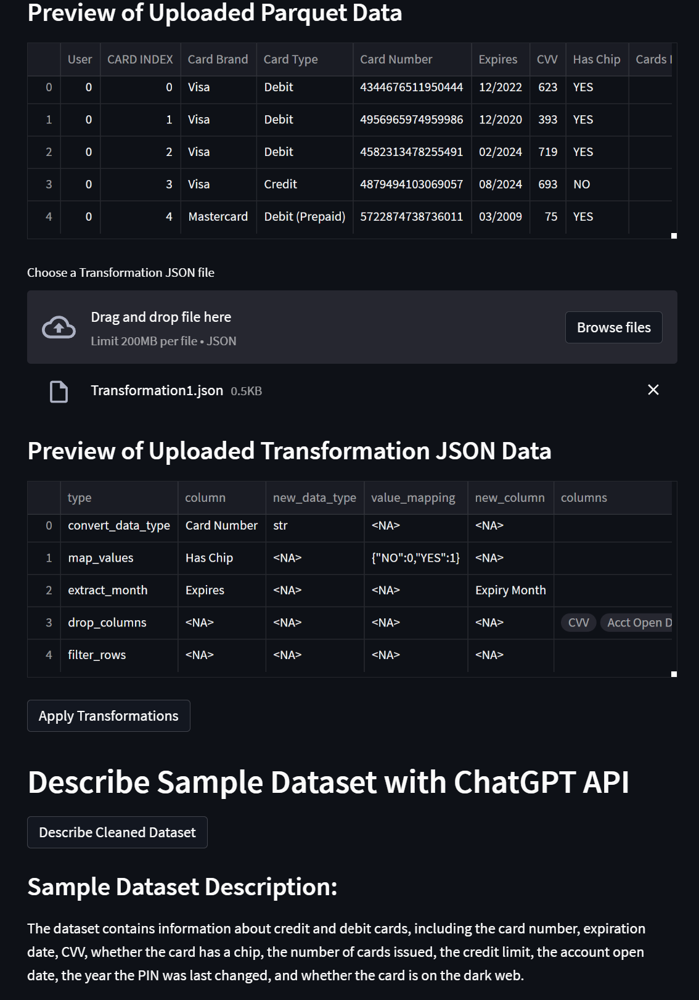 Preview of Uploaded Parquet Data
User CARD INDEX Card Brand Card Type Card Number Expires CVV Has Chip Cards
0 0 0 Visa Debit 4344676511950444 12/2022 623 YES
1 0 1 Visa Debit 4956965974959986 12/2020 393 YES
2 0 2 Visa Debit 4582313478255491 02/2024 719 YES
3 0 3 Visa Credit 4879494103069057 08/2024 693 NO
4 0 4 Mastercard Debit (Prepaid) 5722874738736011 03/2009 75 YES
Choose a Transformation JSON file
Drag and drop file here
Limit 200MB per file • JSON
Browse files
Transformation1.json 0.5KB
Preview of Uploaded Transformation JSON Data
type column new_data_type value_mapping new_column columns
0 convert_data_type Card Number str <NA> <NA>
1 map_values Has Chip <NA> {"NO":0,"YES":1} <NA>
2 extract_month Expires <NA> <NA> Expiry Month
3 drop_columns <NA> <NA> <NA> <NA> CVV Acct Open D
4 filter_rows <NA> <NA> <NA> <NA>
Apply Transformations
Describe Sample Dataset with ChatGPT API
Describe Cleaned Dataset
Sample Dataset Description:
The dataset contains information about credit and debit cards, including the card number, expiration
date, CVV, whether the card has a chip, the number of cards issued, the credit limit, the account open
date, the year the PIN was last changed, and whether the card is on the dark web.